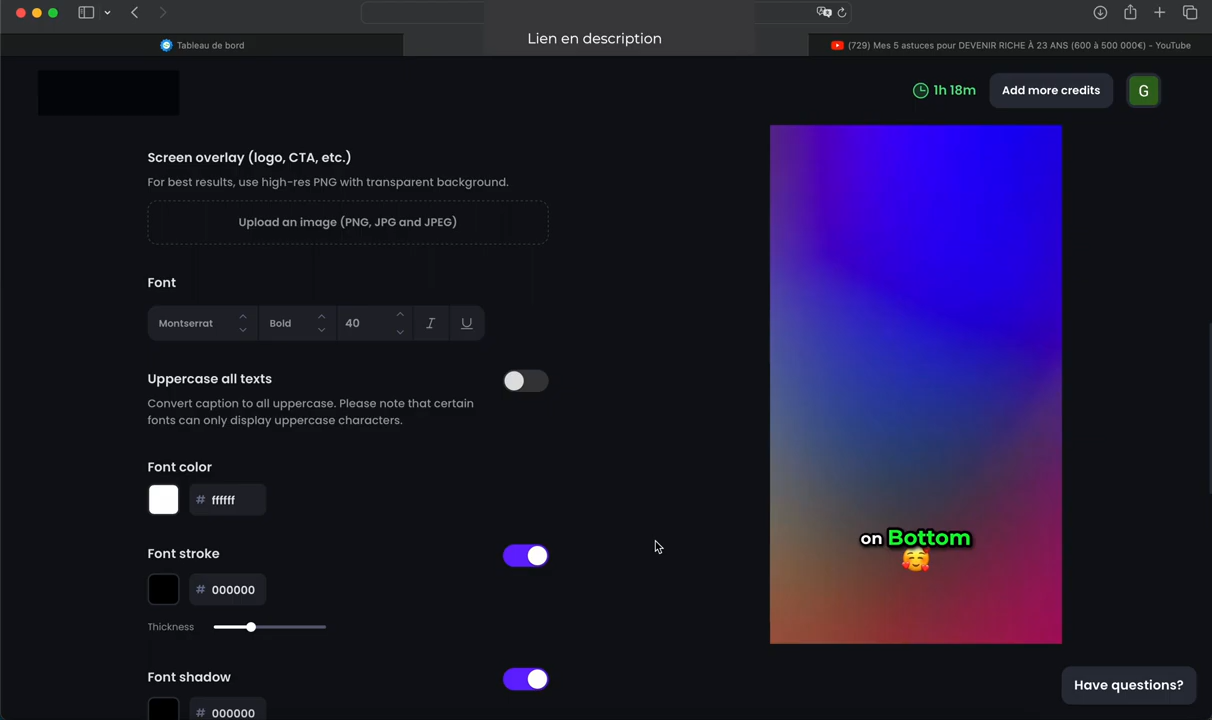 Lien en description
Tableau de bord
(729) Mes 5 astuces pour DEVENIR RICHE À 23 ANS (600 à 500 000€) - YouTube
1h 18m
Add more credits
G
Screen overlay (logo, CTA, etc.)
For best results, use high-res PNG with transparent background.
Upload an image (PNG, JPG and JPEG)
Font
Montserrat
Bold
40
I
U
Uppercase all texts
Convert caption to all uppercase. Please note that certain
fonts can only display uppercase characters.
Font color
# ffffff
Font stroke
# 000000
Thickness
Font shadow
# 000000
on Bottom
Have questions?